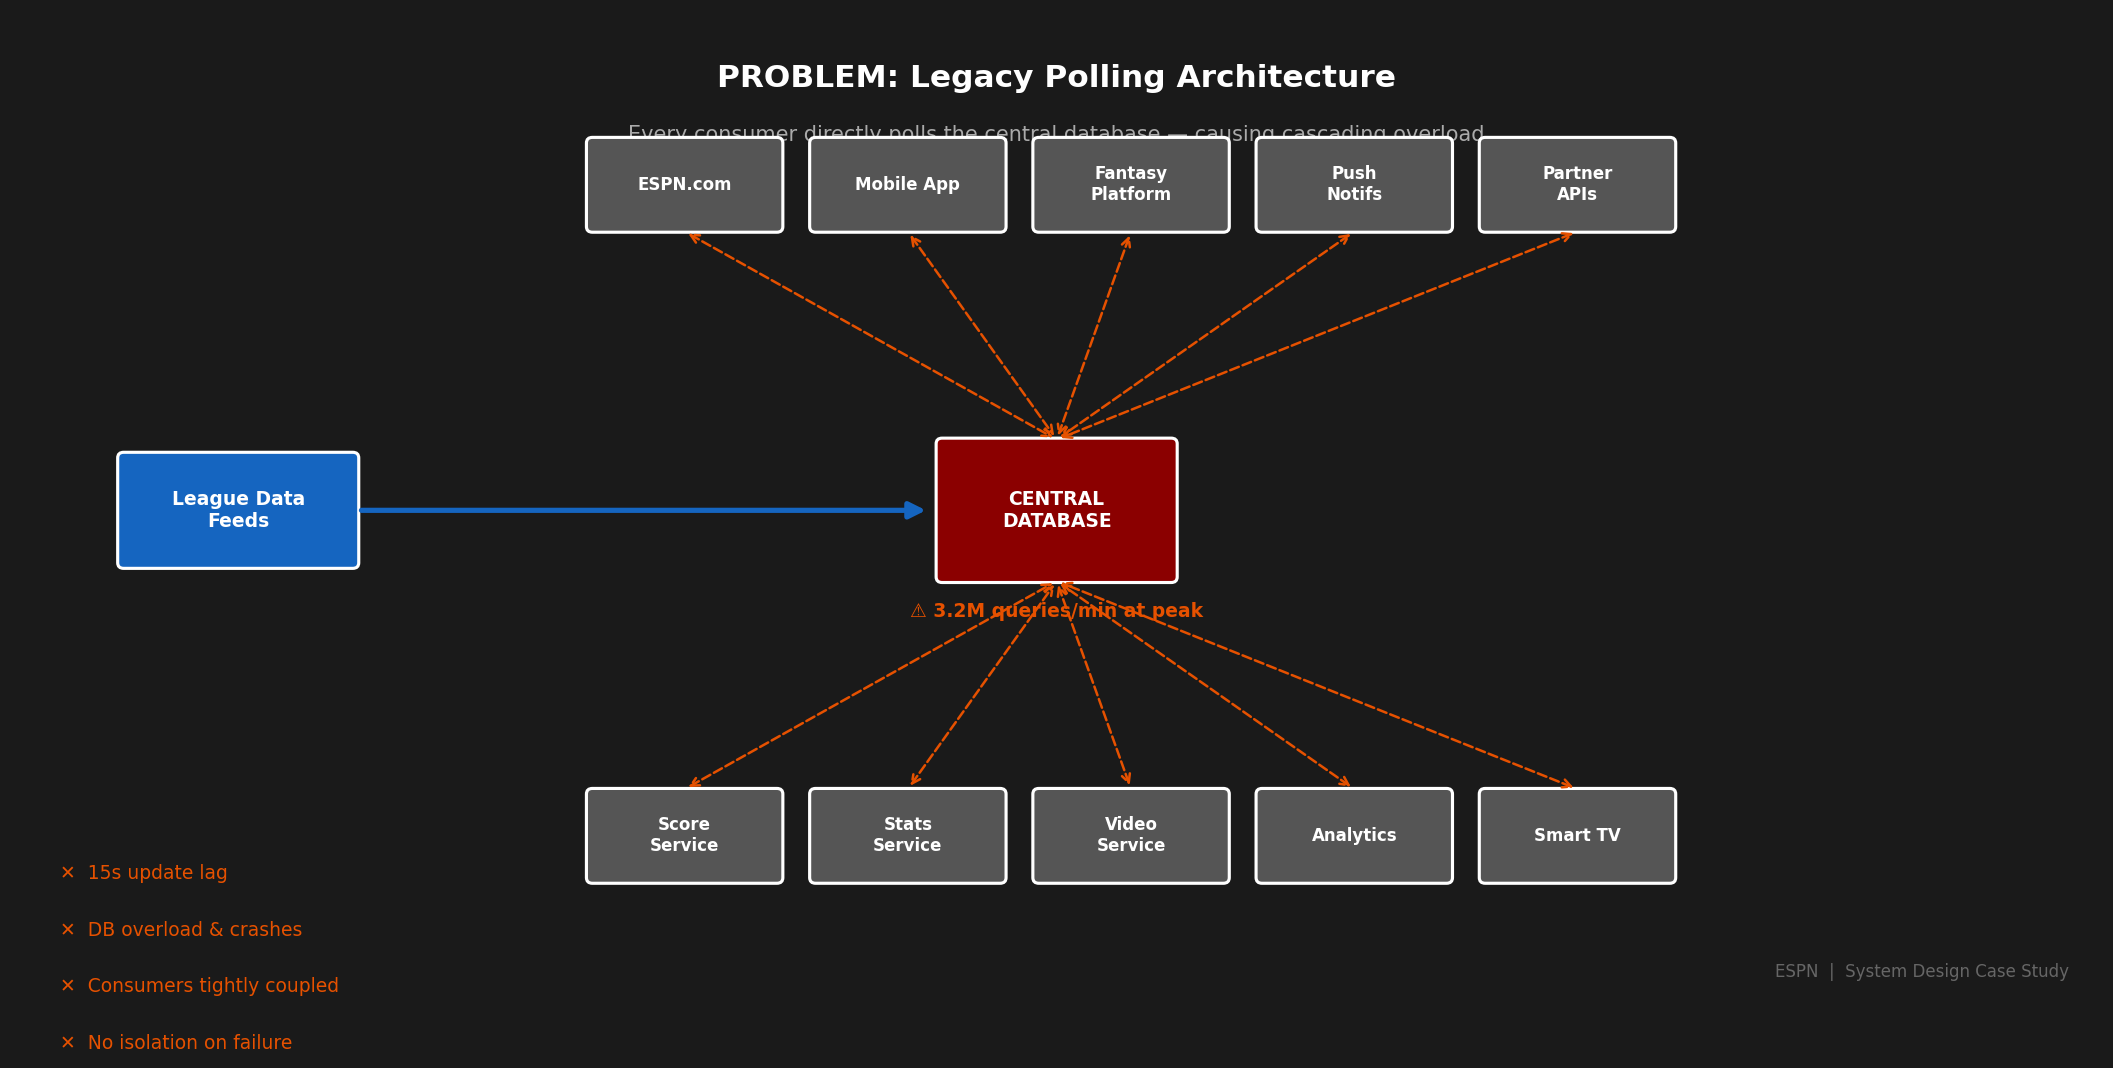 PROBLEM: Legacy Polling Architecture
Every consumer directly polls the central database — causing cascading overload
ESPN.com
Mobile App
Fantasy
Platform
Push
Notifs
Partner
APIs
League Data
Feeds
CENTRAL
DATABASE
⚠ 3.2M queries/min at peak
Score
Service
Stats
Service
Video
Service
Analytics
Smart TV
✕ 15s update lag
✕ DB overload & crashes
✕ Consumers tightly coupled
✕ No isolation on failure
ESPN | System Design Case Study